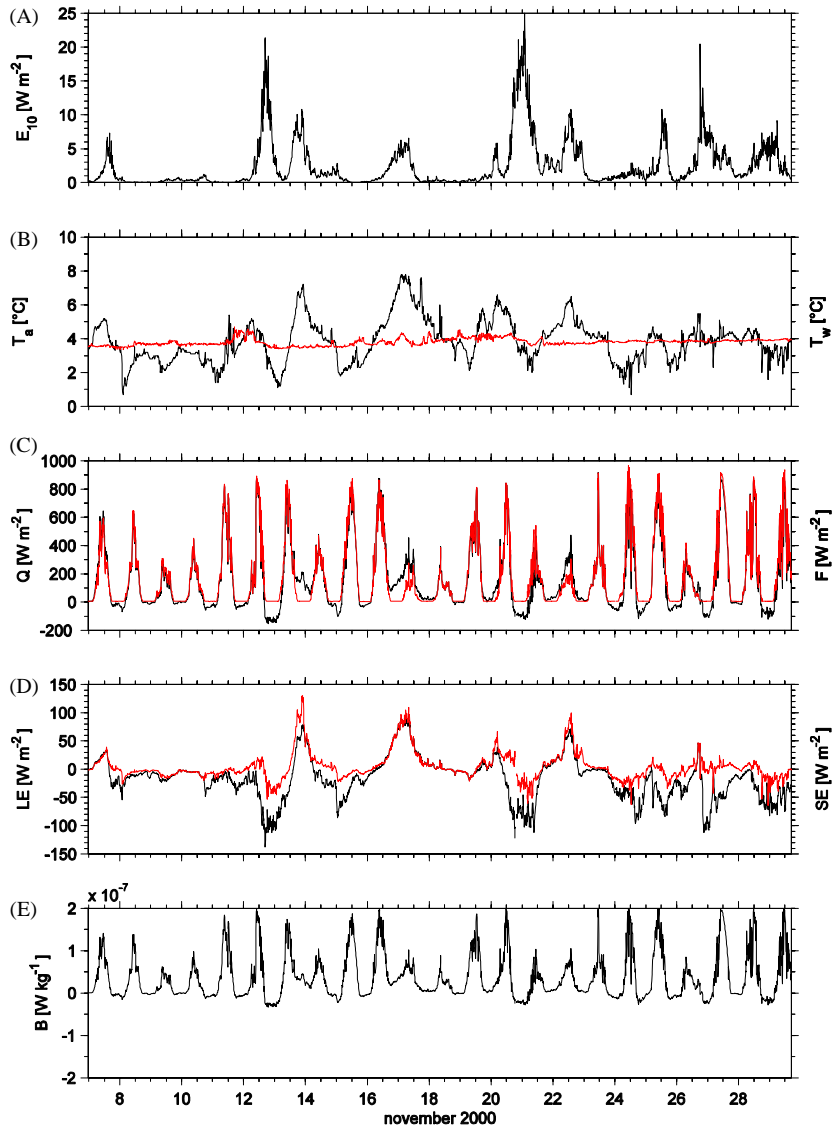 (A)
25
20
15
10
5
0
E10 [W m-2]
(B)
10
8
6
4
2
0
Ta [°C]
Tw [°C]
(C)
1000
800
600
400
200
0
-200
Q [W m-2]
F [W m-2]
(D)
150
100
50
0
-50
-100
-150
LE [W m-2]
SE [W m-2]
(E)
x 10-7
2
1
0
-1
-2
B [W kg-1]
8 10 12 14 16 18 20 22 24 26 28
november 2000